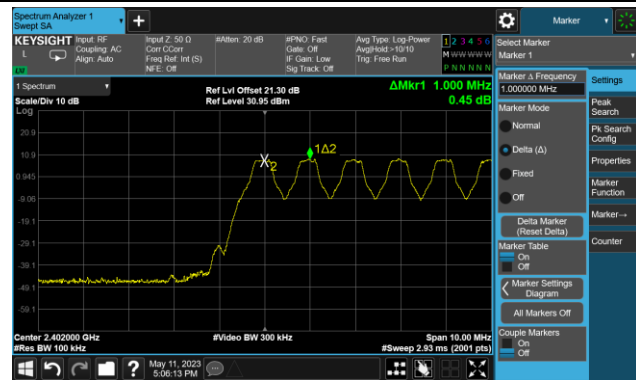 Spectrum Analyzer 1
Swept SA
Marker
KEYSIGHT
Input: RF
Coupling: AC
Align: Auto
Input Z: 50 Ω
Corr CCorr
Freq Ref: Int (S)
NFE: Off
#Atten: 20 dB
#PNO: Fast
Gate: Off
IF Gain: Low
Sig Track: Off
Avg Type: Log-Power
Avg|Hold:>10/10
Trig: Free Run
1 2 3 4 5 6
M W W W W W
P N N N N N
L
LW
Select Marker
Marker 1
1 Spectrum
Scale/Div 10 dB
Log
Ref Lvl Offset 21.30 dB
Ref Level 30.95 dBm
ΔMkr1 1.000 MHz
0.45 dB
20.9
10.9
0.945
-9.06
-19.1
-29.1
-39.1
-49.1
-59.1
X2
1Δ2
Center 2.402000 GHz
#Res BW 100 kHz
#Video BW 300 kHz
Span 10.00 MHz
#Sweep 2.93 ms (2001 pts)
Marker Δ Frequency
1.000000 MHz
Marker Mode
Normal
Delta (Δ)
Fixed
Off
Delta Marker
(Reset Delta)
Marker Table
On
Off
Marker Settings
Diagram
All Markers Off
Couple Markers
On
Off
Settings
Peak
Search
Pk Search
Config
Properties
Marker
Function
Marker→
Counter
May 11, 2023
5:06:13 PM